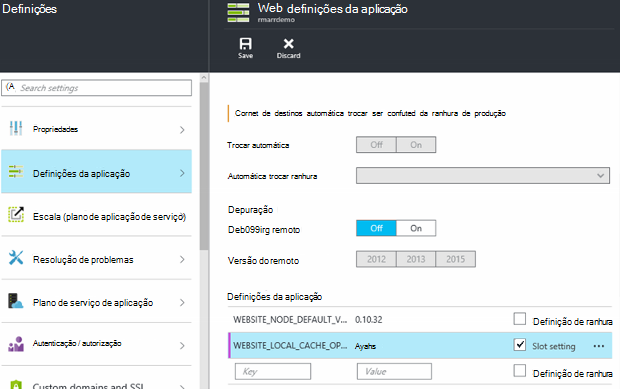 Definições
Web definições da aplicação
rmarrdemo
Save
Discard
Search settings
Propriedades
Definições da aplicação
Escala (plano de aplicação de serviço)
Resolução de problemas
Plano de serviço de aplicação
Autenticação / autorização
Custom domains and SSL
Cornet de destinos automática trocar ser confuted da ranhura de produção
Trocar automática
Off
On
Automática trocar ranhura
Depuração
Deb099irg remoto
Off
On
Versão do remoto
2012
2013
2015
Definições da aplicação
WEBSITE_NODE_DEFAULT_V...
0.10.32
Definição de ranhura
WEBSITE_LOCAL_CACHE_OP...
Ayahs
Slot setting
...
Key
Value
Definição de ranhura